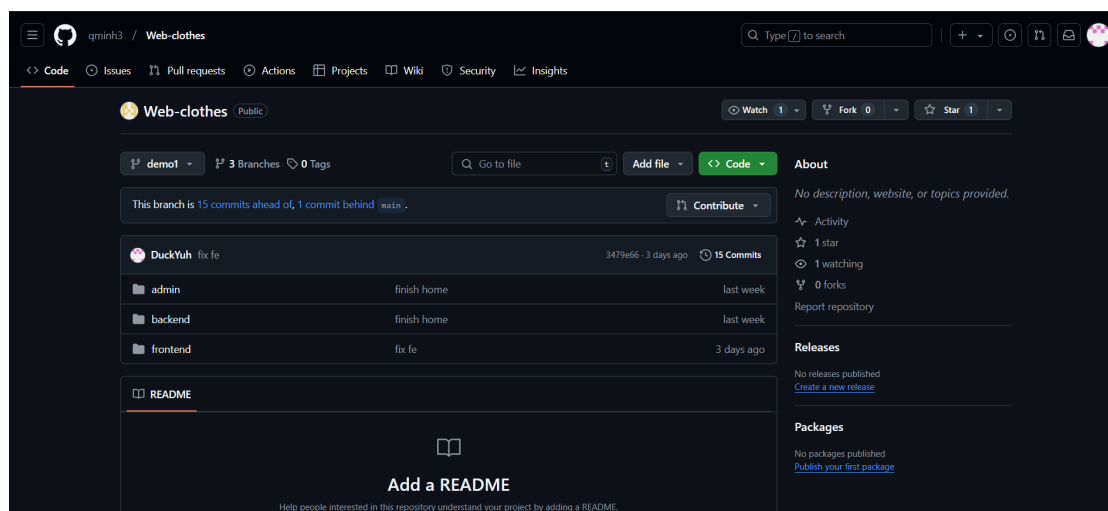 qminh3 / Web-clothes
Type / to search
Code
Issues
Pull requests
Actions
Projects
Wiki
Security
Insights
Web-clothes Public
Watch 1
Fork 0
Star 1
demo1
3 Branches
0 Tags
Go to file t
Add file
Code
This branch is 15 commits ahead of, 1 commit behind main .
Contribute
DuckYuh fix fe
3479e66 · 3 days ago
15 Commits
admin finish home last week
backend finish home last week
frontend fix fe 3 days ago
README
Add a README
Help people interested in this repository understand your project by adding a README.
About
No description, website, or topics provided.
Activity
1 star
1 watching
0 forks
Report repository
Releases
No releases published
Create a new release
Packages
No packages published
Publish your first package